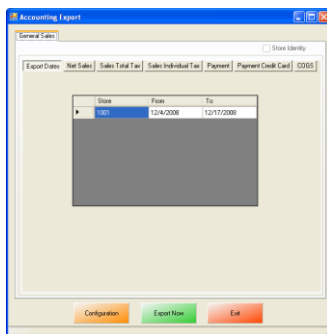 Accounting Export
General Sales
Store Identity
Export Dates Net Sales Sales Total Tax Sales Individual Tax Payment Payment Credit Card COGS
Store From To
1001 12/4/2008 12/17/2008
Configuration Export Now Exit